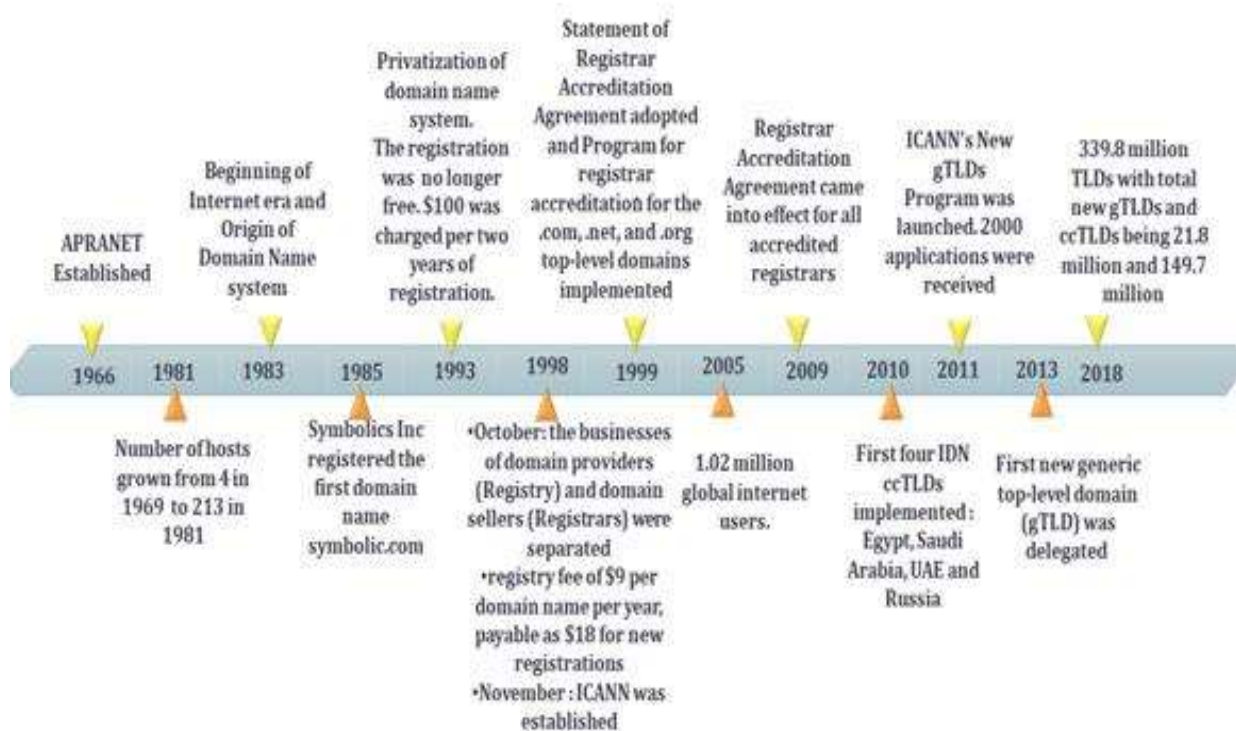 APRANET
Established
Beginning of
Internet era and
Origin of
Domain Name
system
Privatization of
domain name
system.
The registration
was no longer
free. $100 was
charged per two
years of
registration.
Statement of
Registrar
Accreditation
Agreement adopted
and Program for
registrar
accreditation for the
.com, .net, and .org
top-level domains
implemented
Registrar
Accreditation
Agreement came
into effect for all
accredited
registrars
ICANN's New
gTLDs
Program was
launched. 2000
applications were
received
339.8 million
TLDs with total
new gTLDs and
ccTLDs being 21.8
million and 149.7
million
1966 1981 1983 1985 1993 1998 1999 2005 2009 2010 2011 2013 2018
Number of hosts
grown from 4 in
1969 to 213 in
1981
Symbolics Inc
registered the
first domain
name
symbolic.com
•October: the businesses
of domain providers
(Registry) and domain
sellers (Registrars) were
separated
•registry fee of $9 per
domain name per year,
payable as $18 for new
registrations
•November : ICANN was
established
1.02 million
global internet
users.
First four IDN
ccTLDs
implemented :
Egypt, Saudi
Arabia, UAE and
Russia
First new generic
top-level domain
(gTLD) was
delegated